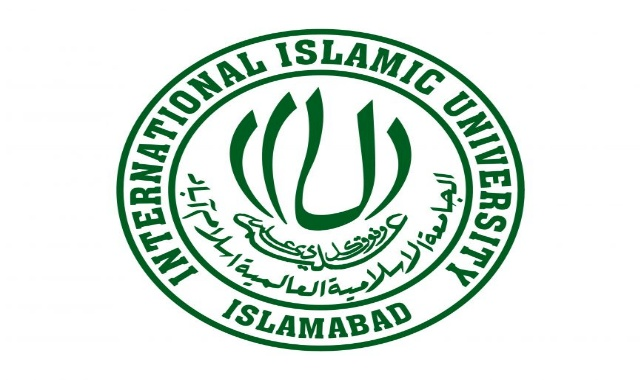 INTERNATIONAL ISLAMIC UNIVERSITY
وفوق كل ذي علم عليم
الجامعة الاسلامية العالمية اسلام آباد
ISLAMABAD